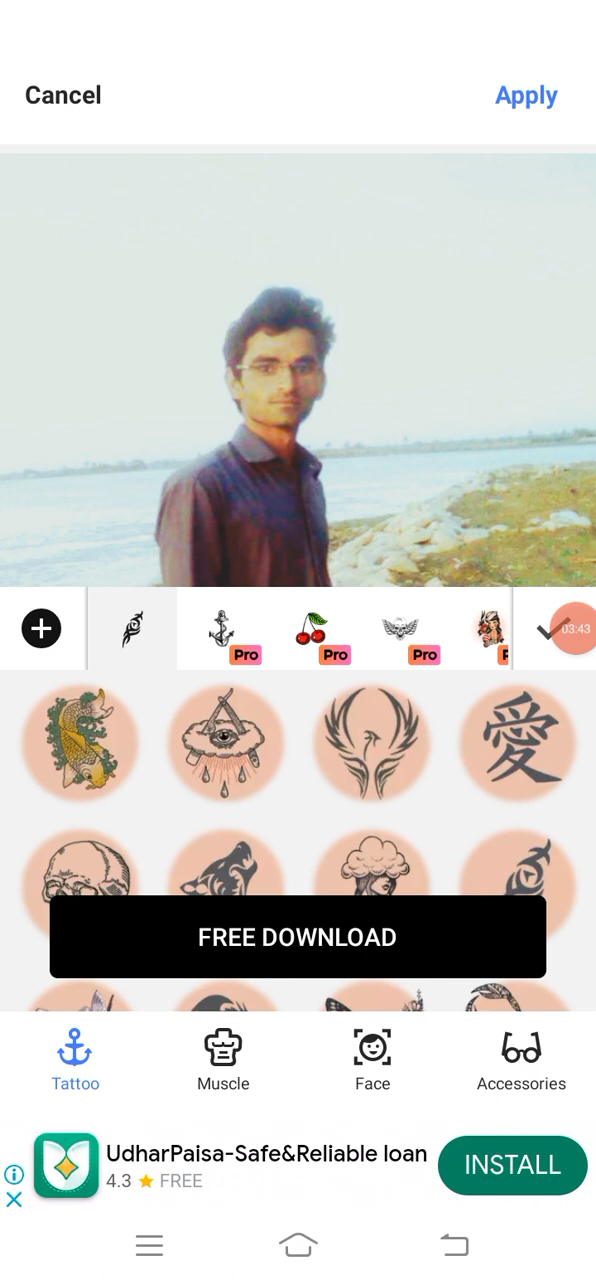 Cancel
Apply
Pro
Pro
Pro
03:43
愛
FREE DOWNLOAD
Tattoo
Muscle
Face
Accessories
UdharPaisa-Safe&Reliable loan
4.3 ★ FREE
INSTALL